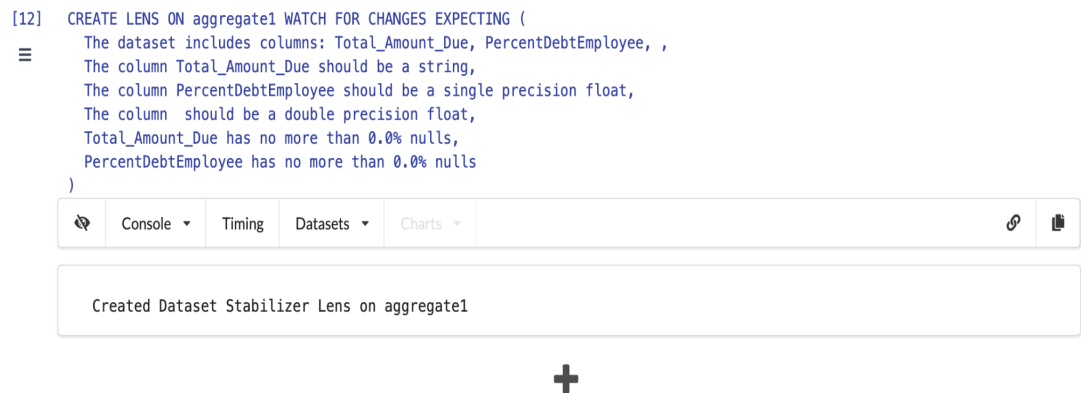 [12] CREATE LENS ON aggregate1 WATCH FOR CHANGES EXPECTING (
The dataset includes columns: Total_Amount_Due, PercentDebtEmployee, ,
The column Total_Amount_Due should be a string,
The column PercentDebtEmployee should be a single precision float,
The column  should be a double precision float,
Total_Amount_Due has no more than 0.0% nulls,
PercentDebtEmployee has no more than 0.0% nulls
)
Console Timing Datasets Charts
Created Dataset Stabilizer Lens on aggregate1